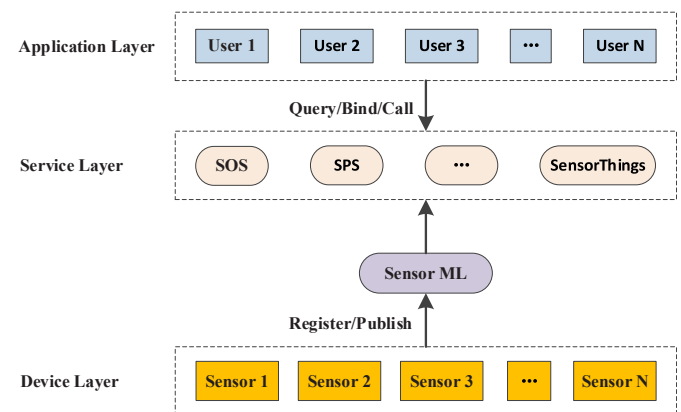 Application Layer
User 1
User 2
User 3
•••
User N
Query/Bind/Call
Service Layer
SOS
SPS
•••
SensorThings
Sensor ML
Register/Publish
Device Layer
Sensor 1
Sensor 2
Sensor 3
•••
Sensor N